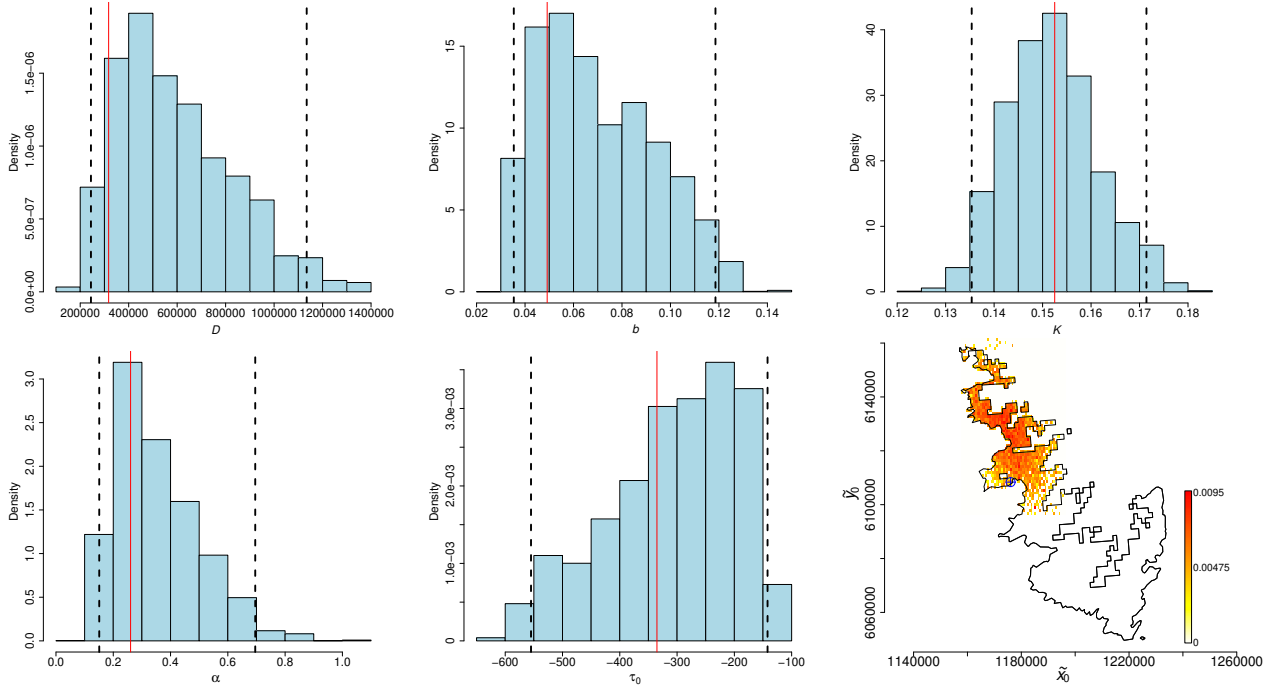 Density
0.0e+00 5.0e−07 1.0e−06 1.5e−06
200000 400000 600000 800000 1000000 1400000
D
Density
0 5 10 15
0.02 0.04 0.06 0.08 0.10 0.12 0.14
b
Density
0 10 20 30 40
0.12 0.13 0.14 0.15 0.16 0.17 0.18
K
Density
0.0 0.5 1.0 1.5 2.0 2.5 3.0
0.0 0.2 0.4 0.6 0.8 1.0
α
Density
0 1.0e−03 2.0e−03 3.0e−03
−600 −500 −400 −300 −200 −100
τ0
ỹ0
6060000 6100000 6140000
0.0095
0.00475
0
1140000 1180000 1220000 1260000
x̃0